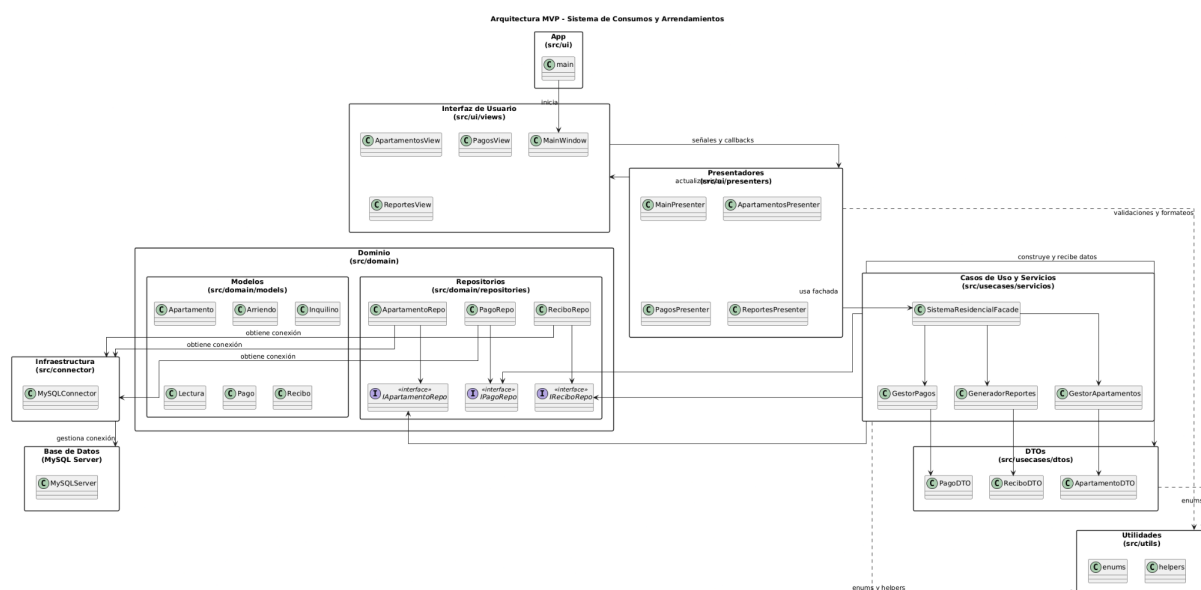 Arquitectura MVP - Sistema de Consumos y Arrendamientos
App
(src/ui)
C main
inicia
Interfaz de Usuario
(src/ui/views)
C ApartamentosView
C PagosView
C MainWindow
C ReportesView
señales y callbacks
Presentadores
(src/ui/presenters)
C MainPresenter
C ApartamentosPresenter
C PagosPresenter
C ReportesPresenter
validaciones y formateos
usa fachada
construye y recibe datos
Casos de Uso y Servicios
(src/usecases/servicios)
C SistemaResidencialFacade
C GestorPagos
C GeneradorReportes
C GestorApartamentos
Dominio
(src/domain)
Modelos
(src/domain/models)
C Apartamento
C Arriendo
C Inquilino
C Lectura
C Pago
C Recibo
Repositorios
(src/domain/repositories)
C ApartamentoRepo
C PagoRepo
C ReciboRepo
«interface»
I IApartamentoRepo
«interface»
I IPagoRepo
«interface»
I IReciboRepo
obtiene conexión
obtiene conexión
obtiene conexión
Infraestructura
(src/connector)
C MySQLConnector
gestiona conexión
Base de Datos
(MySQL Server)
C MySQLServer
DTOs
(src/usecases/dtos)
C PagoDTO
C ReciboDTO
C ApartamentoDTO
enums
Utilidades
(src/utils)
C enums
C helpers
enums y helpers